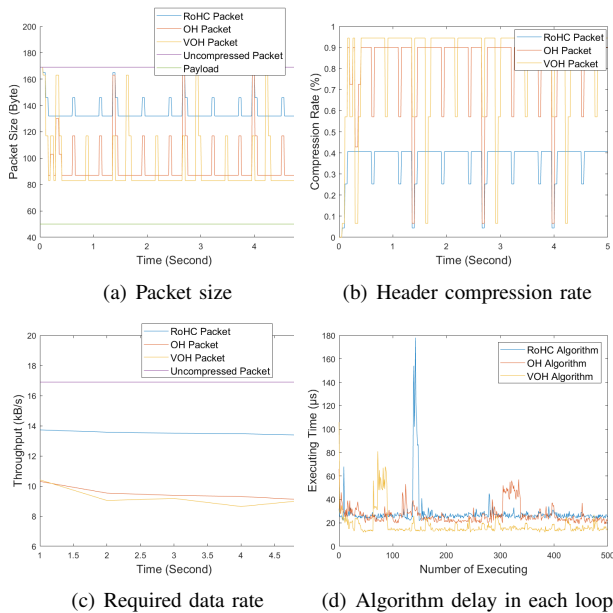 200
180
160
140
120
100
80
60
40
0
1
2
3
4
Packet Size (Byte)
Time (Second)
RoHC Packet
OH Packet
VOH Packet
Uncompressed Packet
Payload
(a) Packet size
1
0.9
0.8
0.7
0.6
0.5
0.4
0.3
0.2
0.1
0
0
1
2
3
4
5
Compression Rate (%)
Time (Second)
RoHC Packet
OH Packet
VOH Packet
(b) Header compression rate
20
18
16
14
12
10
8
6
1
1.5
2
2.5
3
3.5
4
4.5
Throughput (kB/s)
Time (Second)
RoHC Packet
OH Packet
VOH Packet
Uncompressed Packet
(c) Required data rate
180
160
140
120
100
80
60
40
20
0
0
100
200
300
400
500
Executing Time (μs)
Number of Executing
RoHC Algorithm
OH Algorithm
VOH Algorithm
(d) Algorithm delay in each loop